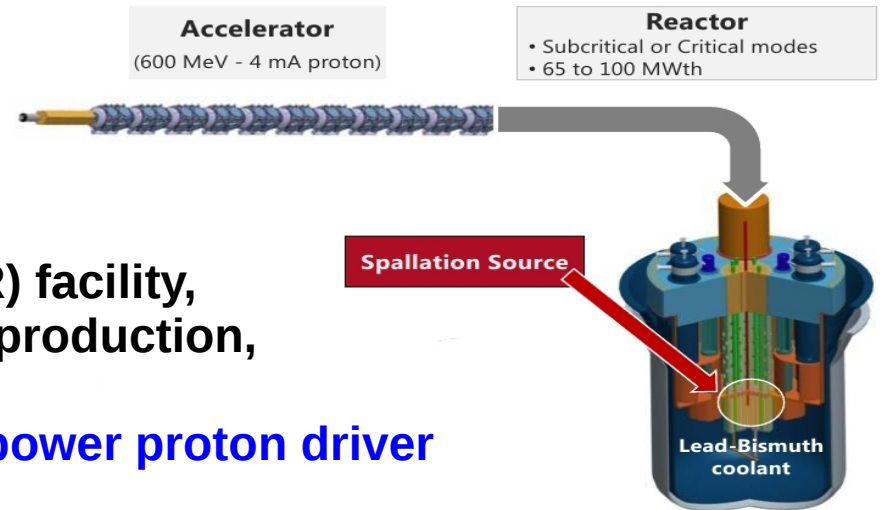 Accelerator
(600 MeV - 4 mA proton)
Reactor
• Subcritical or Critical modes
• 65 to 100 MWth
Spallation Source
) facility,
production,
power proton driver
Lead-Bismuth
coolant